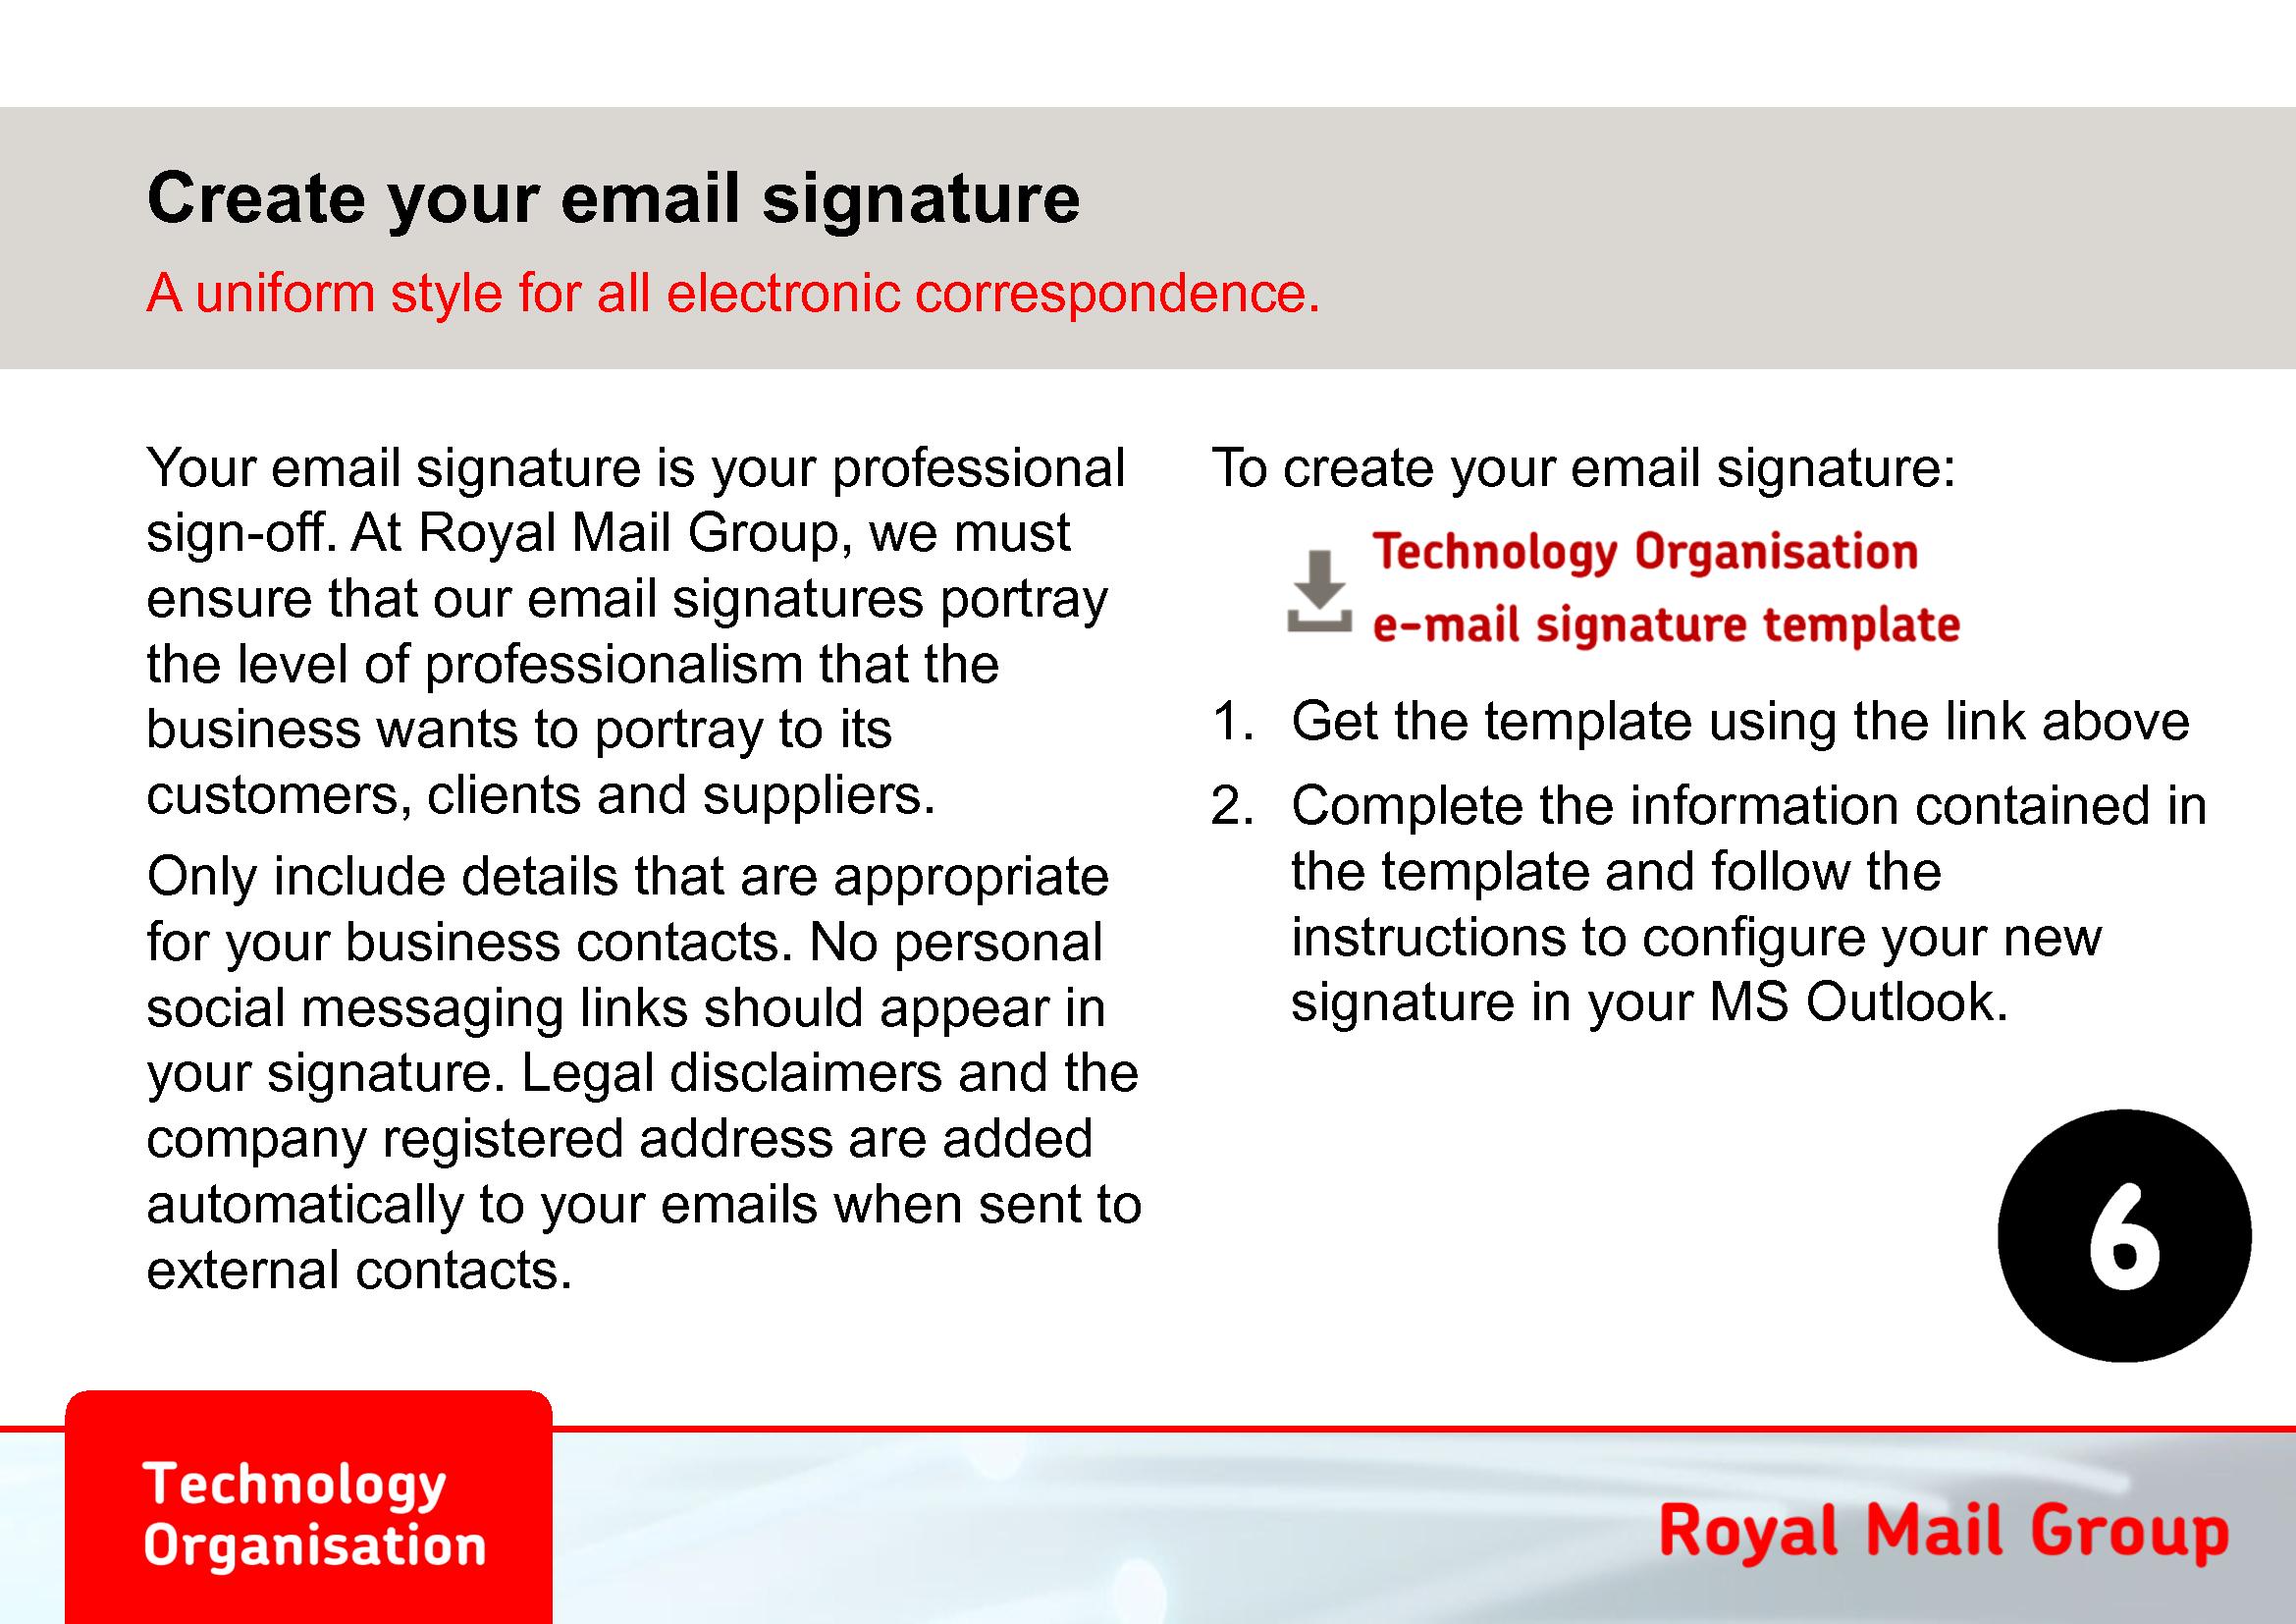 Create your email signature
A uniform style for all electronic correspondence.
Your email signature is your professional
sign-off. At Royal Mail Group, we must
ensure that our email signatures portray
the level of professionalism that the
business wants to portray to its
customers, clients and suppliers.
Only include details that are appropriate
for your business contacts. No personal
social messaging links should appear in
your signature. Legal disclaimers and the
company registered address are added
automatically to your emails when sent to
external contacts.
To create your email signature:
Technology Organisation
e-mail signature template
1. Get the template using the link above
2. Complete the information contained in
the template and follow the
instructions to configure your new
signature in your MS Outlook.
6
Technology
Organisation
Royal Mail Group